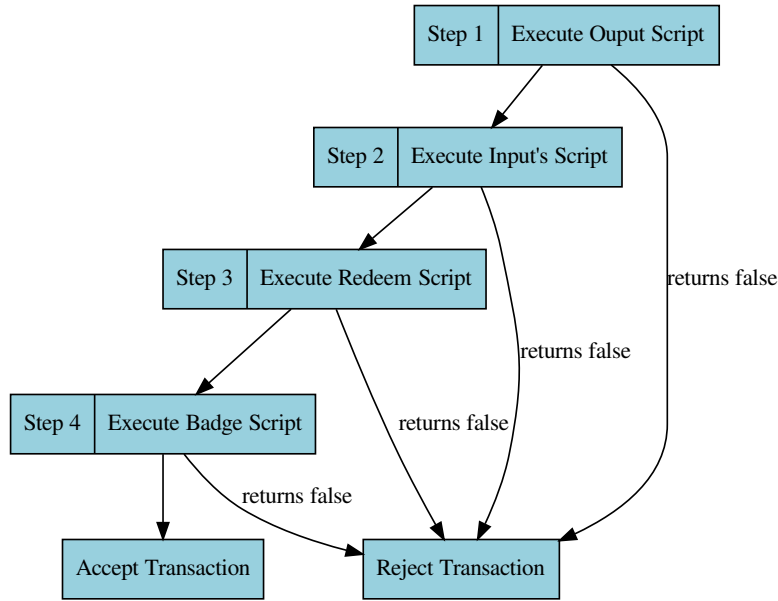 Step 1 Execute Ouput Script
Step 2 Execute Input's Script
Step 3 Execute Redeem Script
returns false
returns false
Step 4 Execute Badge Script
returns false
returns false
Accept Transaction
Reject Transaction